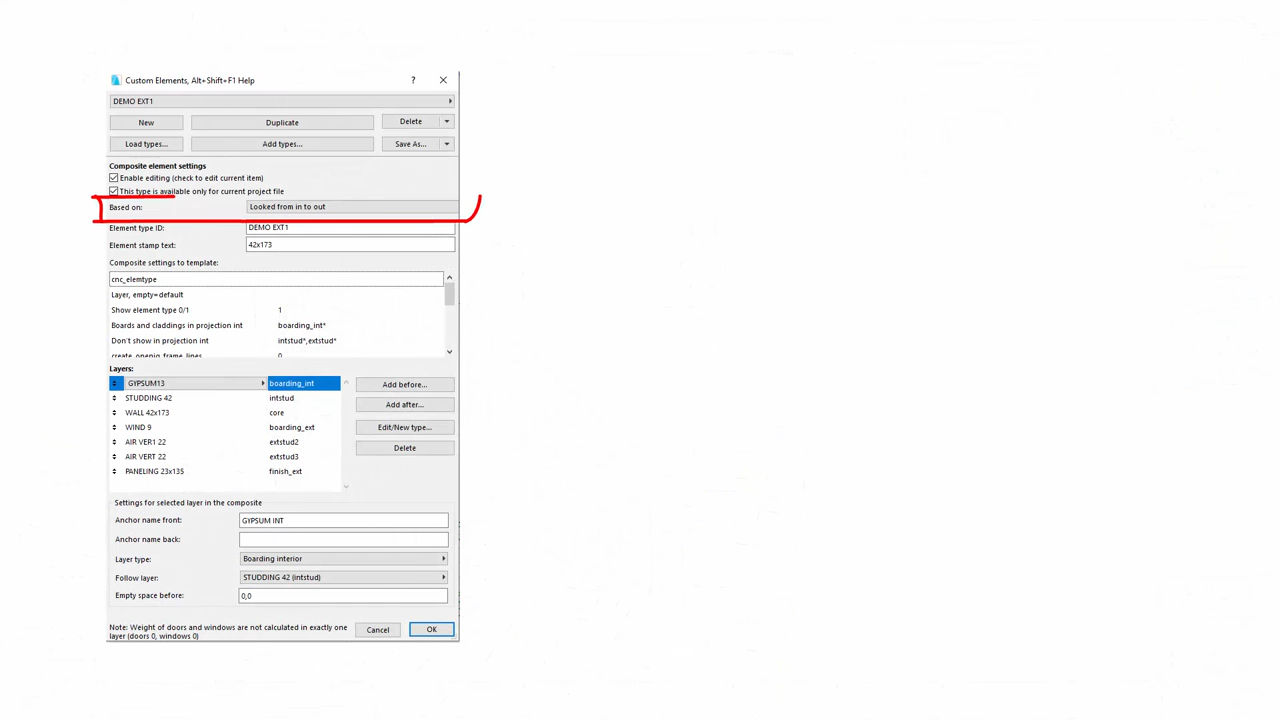 Custom Elements, Alt+Shift+F1 Help ?
DEMO EXT1
New Duplicate Delete
Load types... Add types... Save As...
Composite element settings
Enable editing (check to edit current item)
This type is available only for current project file
Based on: Looked from in to out
Element type ID: DEMO EXT1
Element stamp text: 42x173
Composite settings to template:
cnc_elemtype
Layer, empty=default
Show element type 0/1 1
Boards and claddings in projection int boarding_int*
Don't show in projection int intstud*,extstud*
create_openig_frame_lines 0
Layers:
GYPSUM13 boarding_int Add before...
STUDDING 42 intstud
Add after...
WALL 42x173 core
WIND 9 boarding_ext Edit/New type...
AIR VER1 22 extstud2
Delete
AIR VERT 22 extstud3
PANELING 23x135 finish_ext
Settings for selected layer in the composite
Anchor name front: GYPSUM INT
Anchor name back:
Layer type: Boarding interior
Follow layer: STUDDING 42 (intstud)
Empty space before: 0,0
Note: Weight of doors and windows are not calculated in exactly one
layer (doors 0, windows 0)
Cancel OK